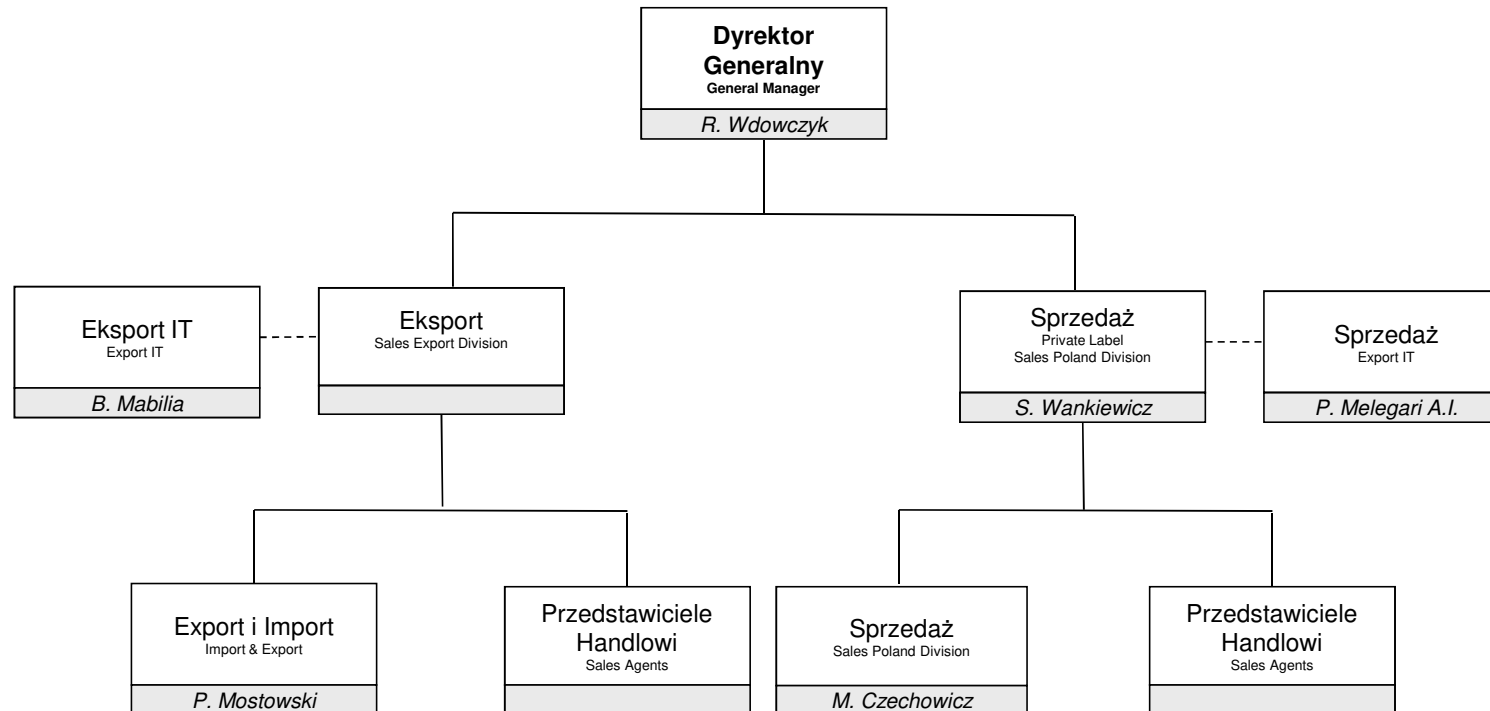 Dyrektor
Generalny
General Manager
R. Wdowczyk
Eksport IT
Export IT
B. Mabilia
Eksport
Sales Export Division
Sprzedaż
Private Label
Sales Poland Division
S. Wankiewicz
Sprzedaż
Export IT
P. Melegari A.I.
Export i Import
Import & Export
P. Mostowski
Przedstawiciele
Handlowi
Sales Agents
Sprzedaż
Sales Poland Division
M. Czechowicz
Przedstawiciele
Handlowi
Sales Agents